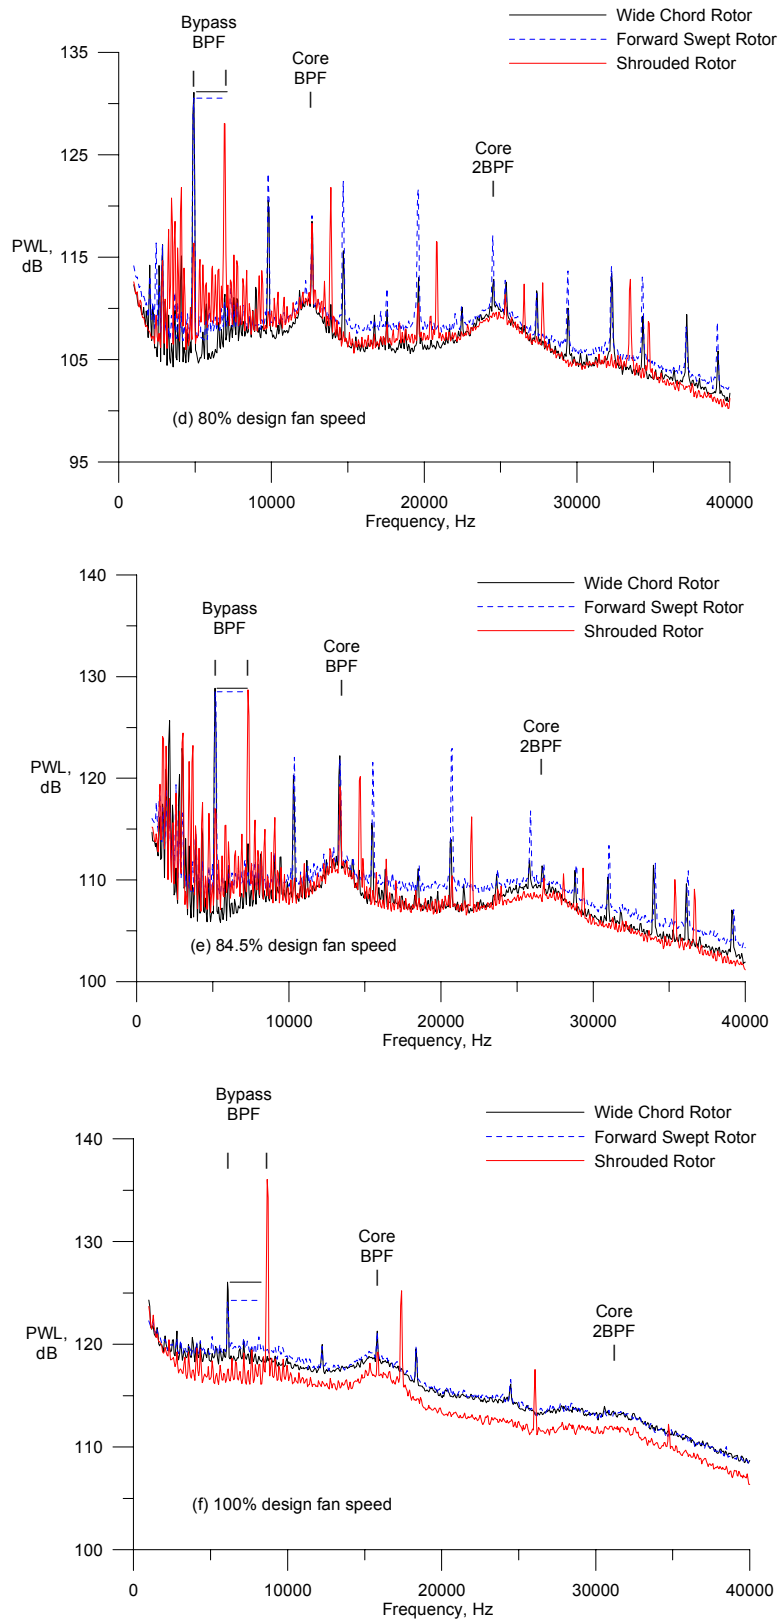 Wide Chord Rotor
Forward Swept Rotor
Shrouded Rotor
Bypass
BPF
Core
BPF
Core
2BPF
135
125
115
105
95
PWL,
dB
(d) 80% design fan speed
0
10000
20000
30000
40000
Frequency, Hz
Wide Chord Rotor
Forward Swept Rotor
Shrouded Rotor
Bypass
BPF
Core
BPF
Core
2BPF
140
130
120
110
100
PWL,
dB
(e) 84.5% design fan speed
0
10000
20000
30000
40000
Frequency, Hz
Wide Chord Rotor
Forward Swept Rotor
Shrouded Rotor
Bypass
BPF
Core
BPF
Core
2BPF
140
130
120
110
100
PWL,
dB
(f) 100% design fan speed
0
10000
20000
30000
40000
Frequency, Hz